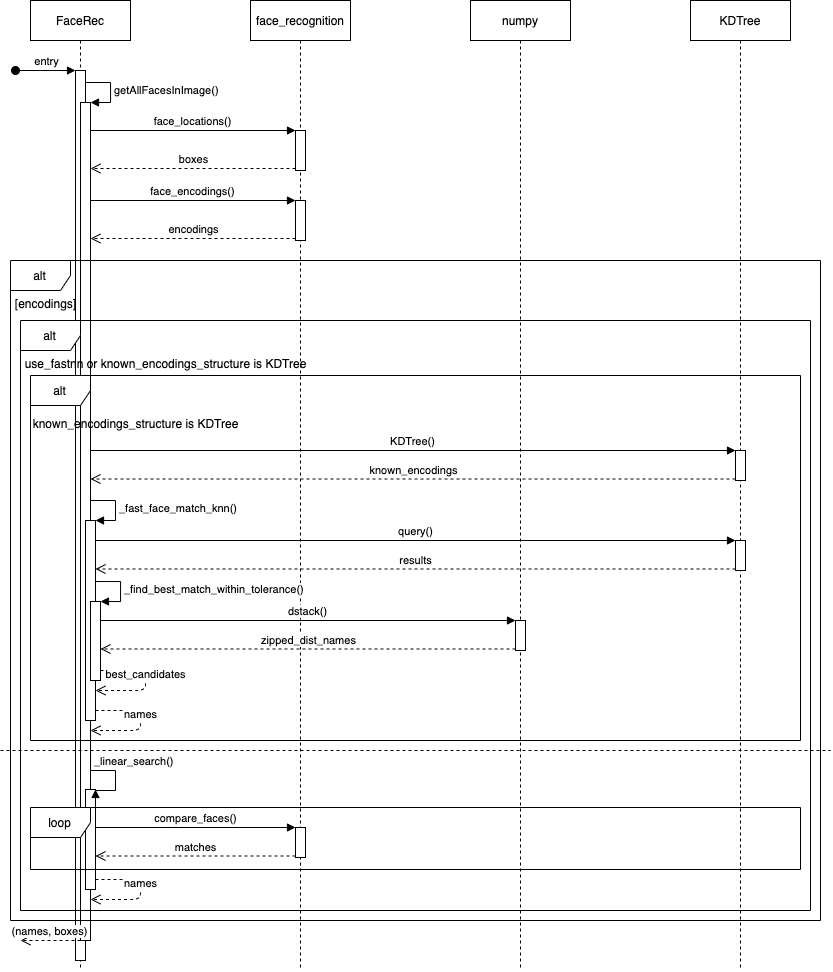 FaceRec
face_recognition
numpy
KDTree
entry
getAllFacesInImage()
face_locations()
boxes
face_encodings()
encodings
alt
[encodings]
alt
use_fastnn or known_encodings_structure is KDTree
alt
known_encodings_structure is KDTree
KDTree()
known_encodings
_fast_face_match_knn()
query()
results
_find_best_match_within_tolerance()
dstack()
zipped_dist_names
best_candidates
names
_linear_search()
loop
compare_faces()
matches
names
(names, boxes)